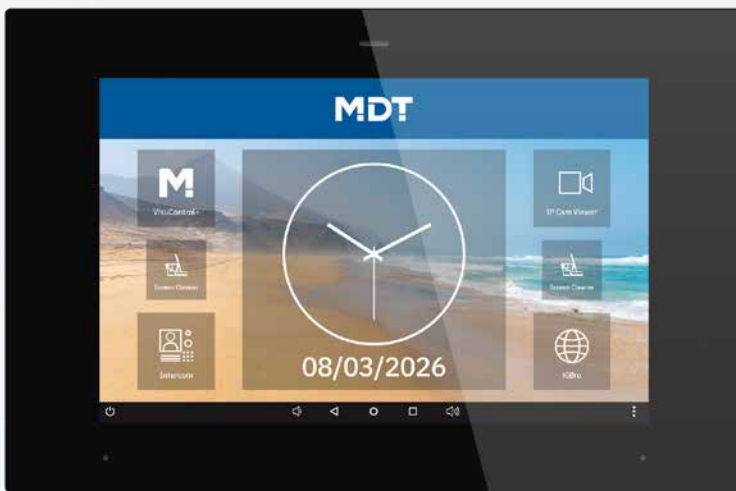 MDT
VisuControl+
IP Cam Viewer
Screen Cleaner
Screen Cleaner
Intercom
08/03/2026
KiBro